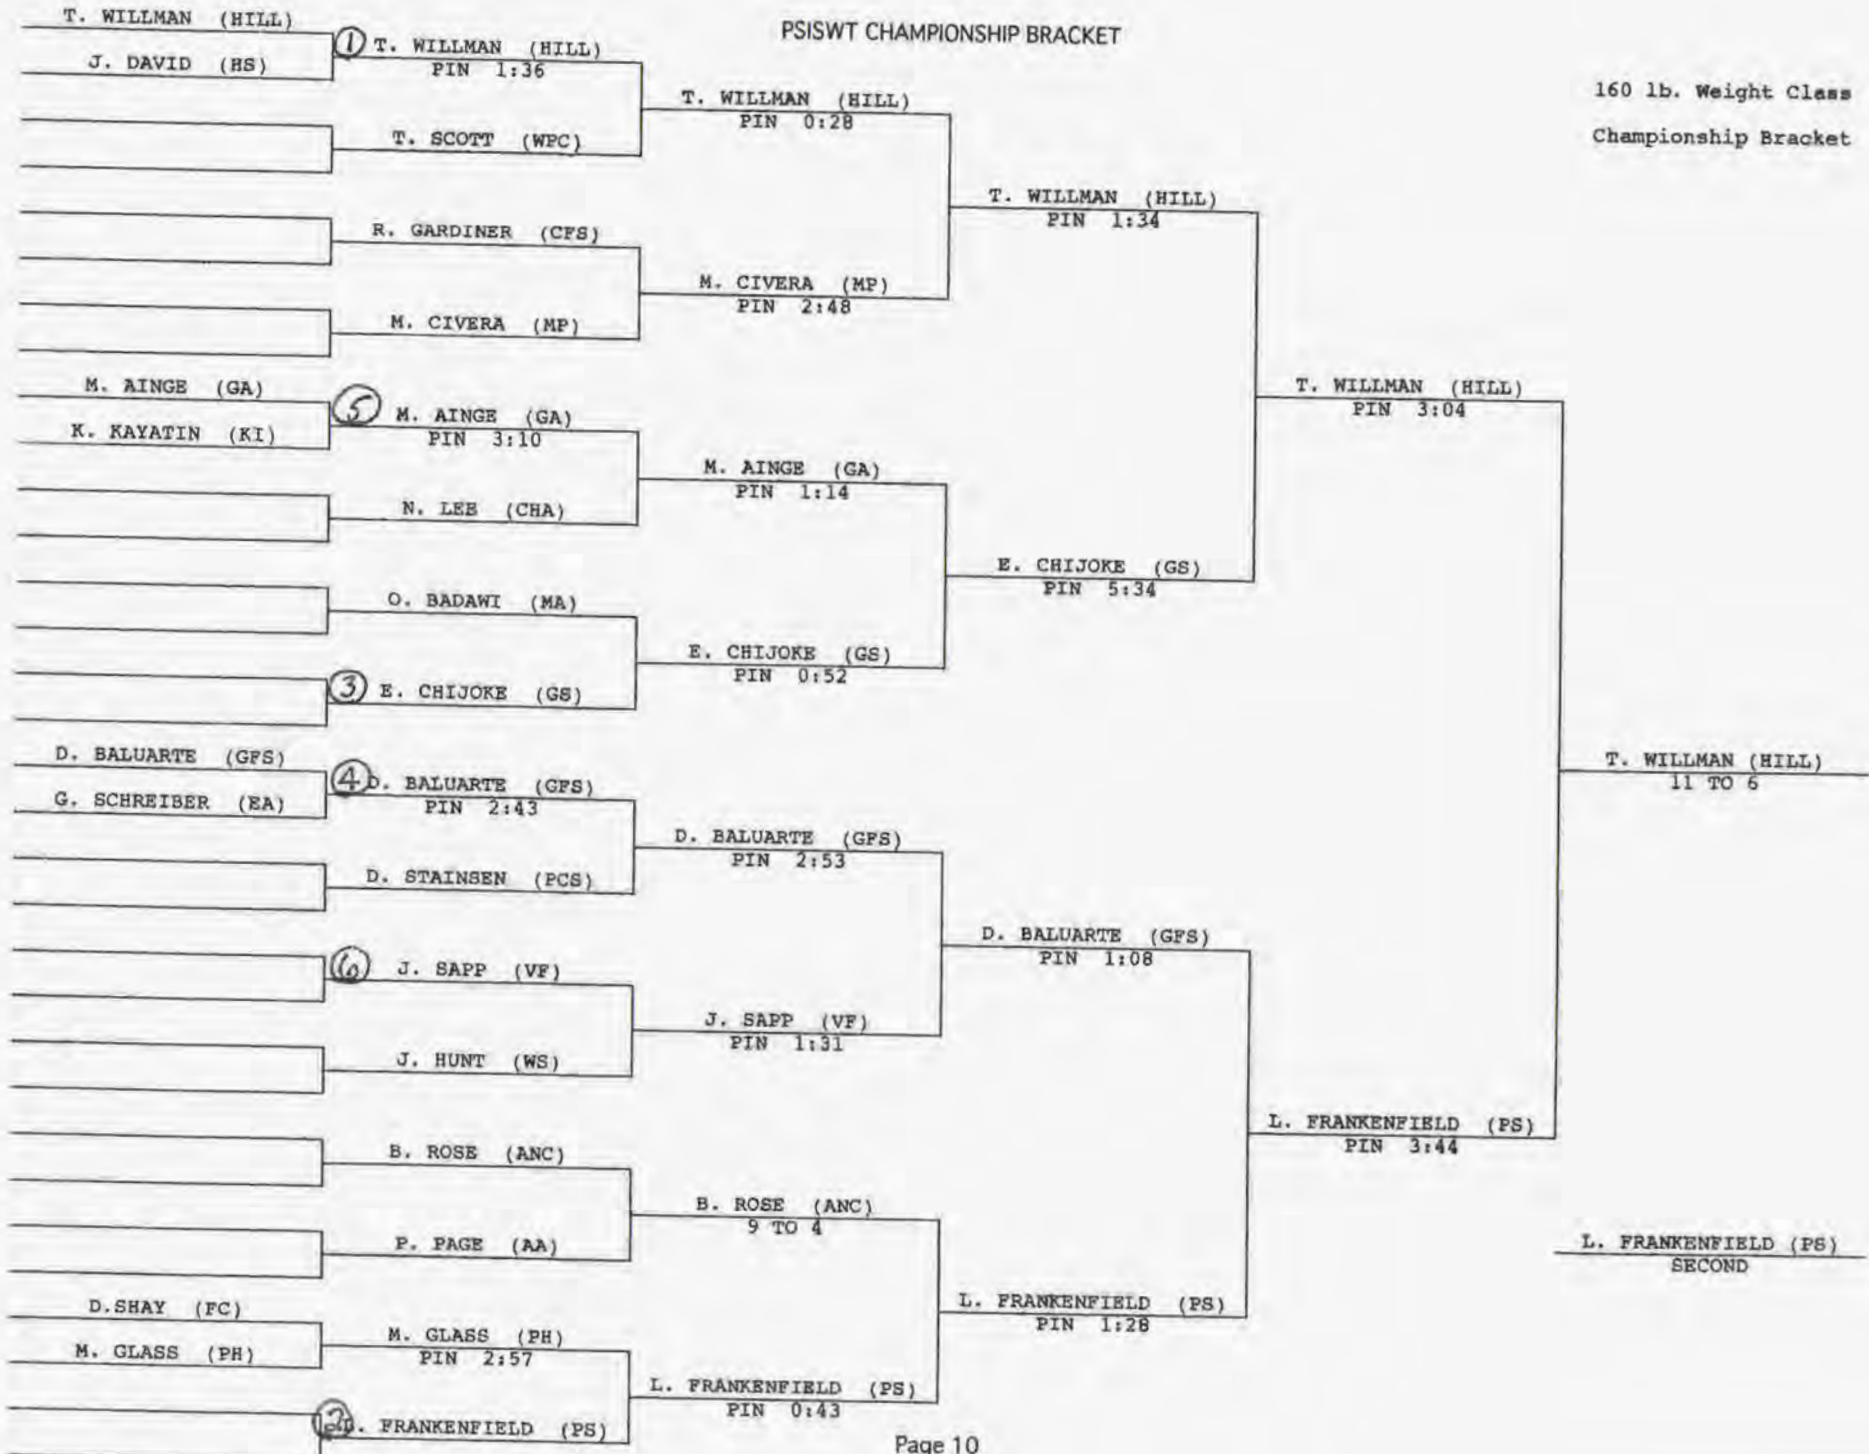 PSISWT CHAMPIONSHIP BRACKET
160 lb. Weight Class
Championship Bracket
T. WILLMAN (HILL)
J. DAVID (HS)
M. AINGE (GA)
K. KAYATIN (KI)
D. BALUARTE (GFS)
G. SCHREIBER (EA)
D.SHAY (FC)
M. GLASS (PH)
1 T. WILLMAN (HILL)
PIN 1:36
T. SCOTT (WPC)
R. GARDINER (CFS)
M. CIVERA (MP)
5 M. AINGE (GA)
PIN 3:10
N. LEE (CHA)
O. BADAWI (MA)
3 E. CHIJOKE (GS)
4 D. BALUARTE (GFS)
PIN 2:43
D. STAINSEN (PCS)
6 J. SAPP (VF)
J. HUNT (WS)
B. ROSE (ANC)
P. PAGE (AA)
M. GLASS (PH)
PIN 2:57
2 L. FRANKENFIELD (PS)
T. WILLMAN (HILL)
PIN 0:28
M. CIVERA (MP)
PIN 2:48
M. AINGE (GA)
PIN 1:14
E. CHIJOKE (GS)
PIN 0:52
D. BALUARTE (GFS)
PIN 2:53
J. SAPP (VF)
PIN 1:31
B. ROSE (ANC)
9 TO 4
L. FRANKENFIELD (PS)
PIN 0:43
T. WILLMAN (HILL)
PIN 1:34
E. CHIJOKE (GS)
PIN 5:34
D. BALUARTE (GFS)
PIN 1:08
L. FRANKENFIELD (PS)
PIN 1:28
T. WILLMAN (HILL)
PIN 3:04
L. FRANKENFIELD (PS)
PIN 3:44
T. WILLMAN (HILL)
11 TO 6
L. FRANKENFIELD (PS)
SECOND
Page 10